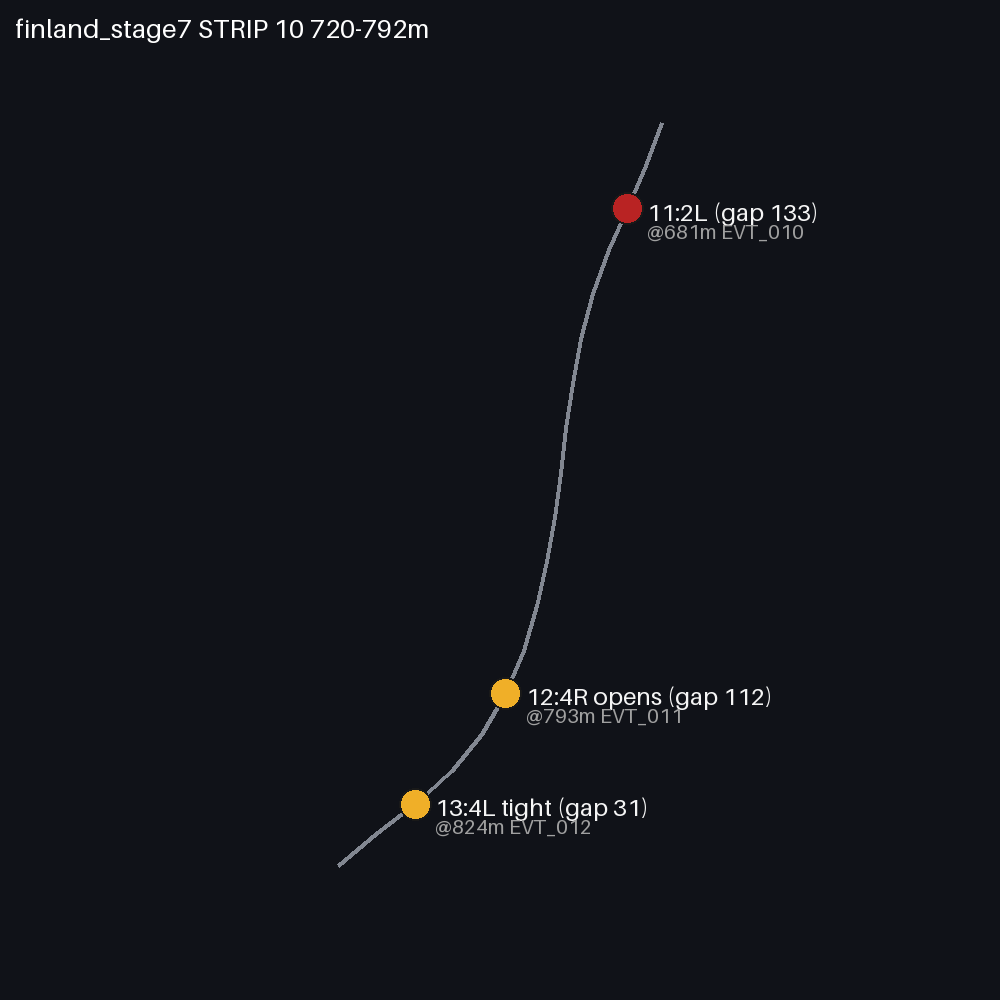 finland_stage7 STRIP 10 720-792m
11:2L (gap 133)
@681m EVT_010
12:4R opens (gap 112)
@793m EVT_011
13:4L tight (gap 31)
@824m EVT_012